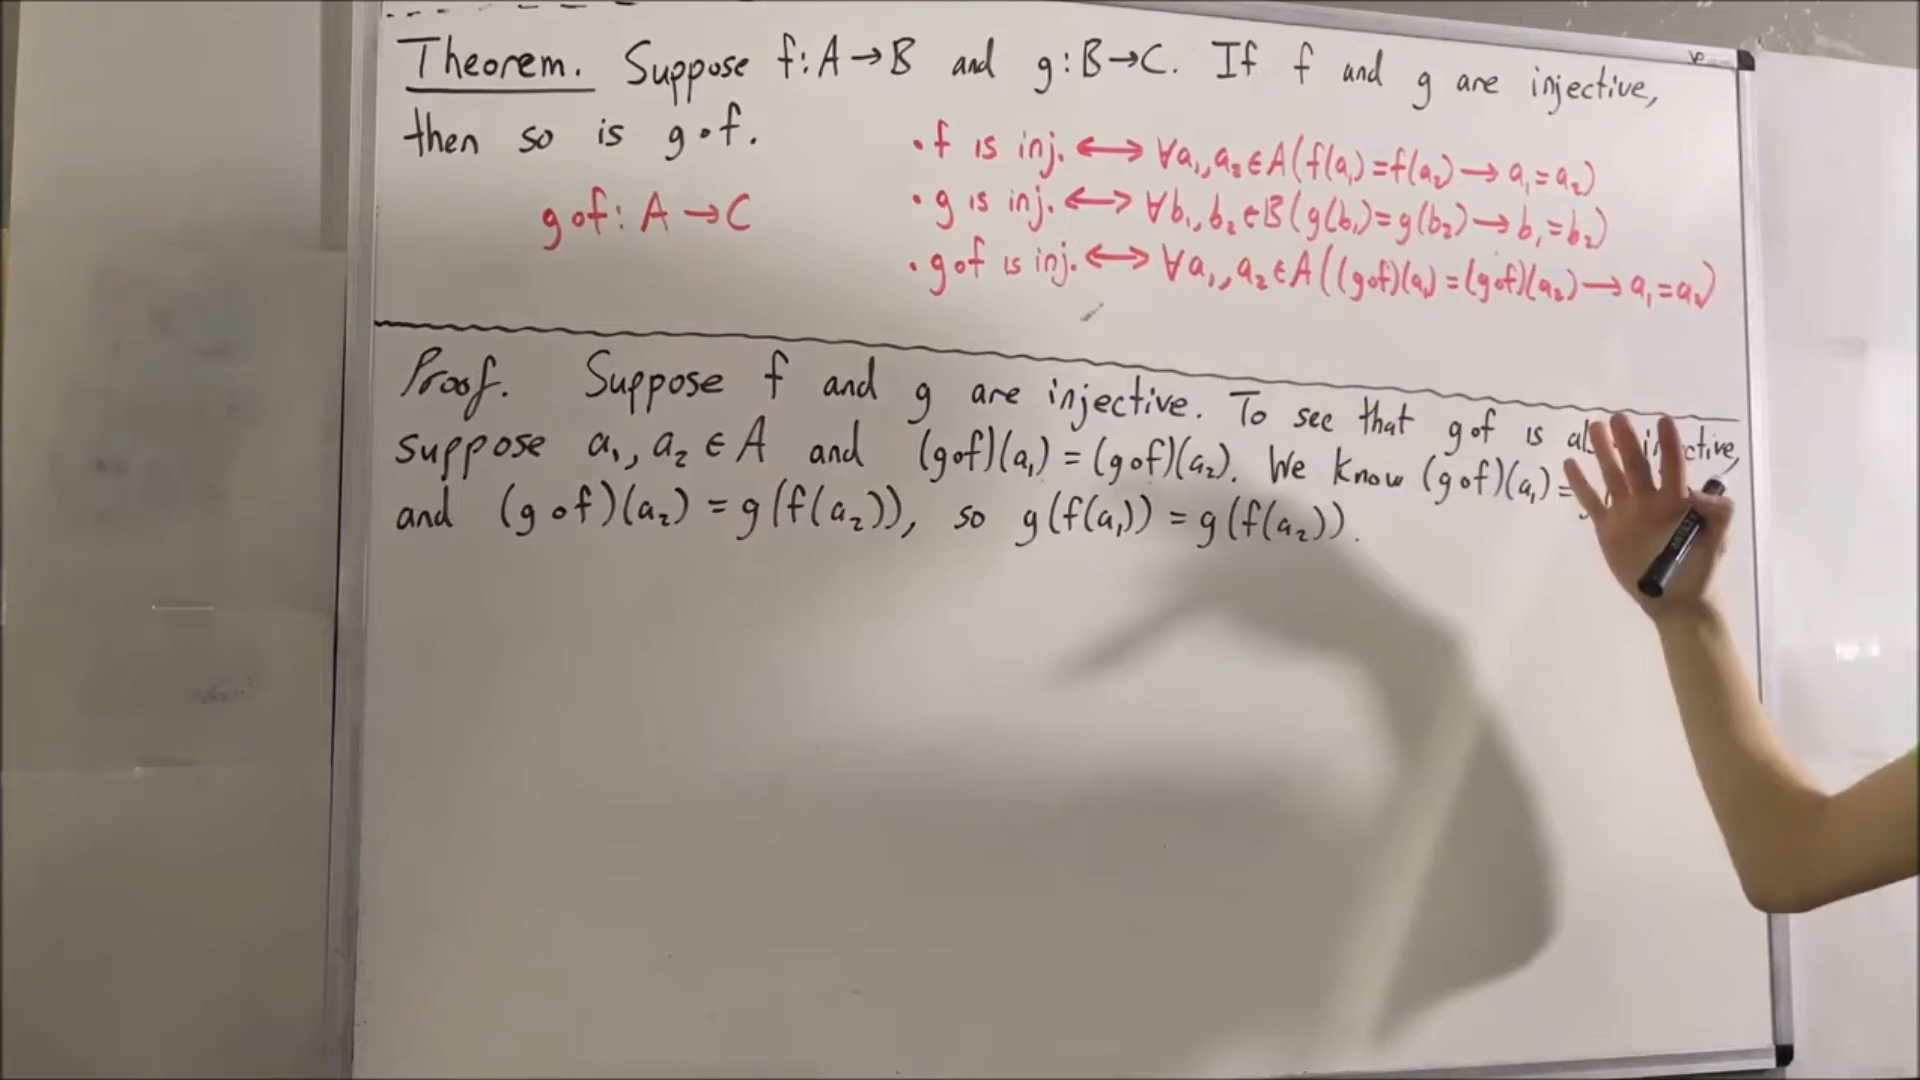 Theorem. Suppose f: A → B and g: B → C. If f and g are injective,
then so is g∘f.
g∘f: A → C
• f is inj. ⟷ ∀a₁, a₂ ∈ A (f(a₁) = f(a₂) → a₁ = a₂)
• g is inj. ⟷ ∀b₁, b₂ ∈ B (g(b₁) = g(b₂) → b₁ = b₂)
• g∘f is inj. ⟷ ∀a₁, a₂ ∈ A ((g∘f)(a₁) = (g∘f)(a₂) → a₁ = a₂)
Proof. Suppose f and g are injective. To see that g∘f is also injective,
suppose a₁, a₂ ∈ A and (g∘f)(a₁) = (g∘f)(a₂). We know (g∘f)(a₁) =
and (g∘f)(a₂) = g(f(a₂)), so g(f(a₁)) = g(f(a₂)).